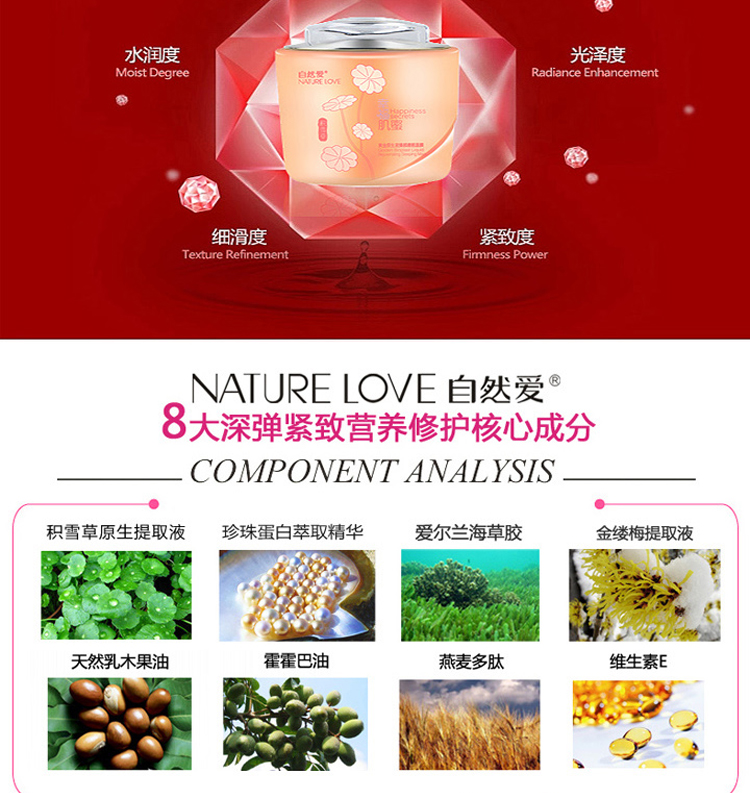 水润度
Moist Degree
光泽度
Radiance Enhancement
自然爱®
NATURE LOVE
Happiness
secrets
肌蜜
细滑度
Texture Refinement
紧致度
Firmness Power
NATURE LOVE 自然爱®
8大深弹紧致营养修护核心成分
COMPONENT ANALYSIS
积雪草原生提取液
珍珠蛋白萃取精华
爱尔兰海草胶
金缕梅提取液
天然乳木果油
霍霍巴油
燕麦多肽
维生素E